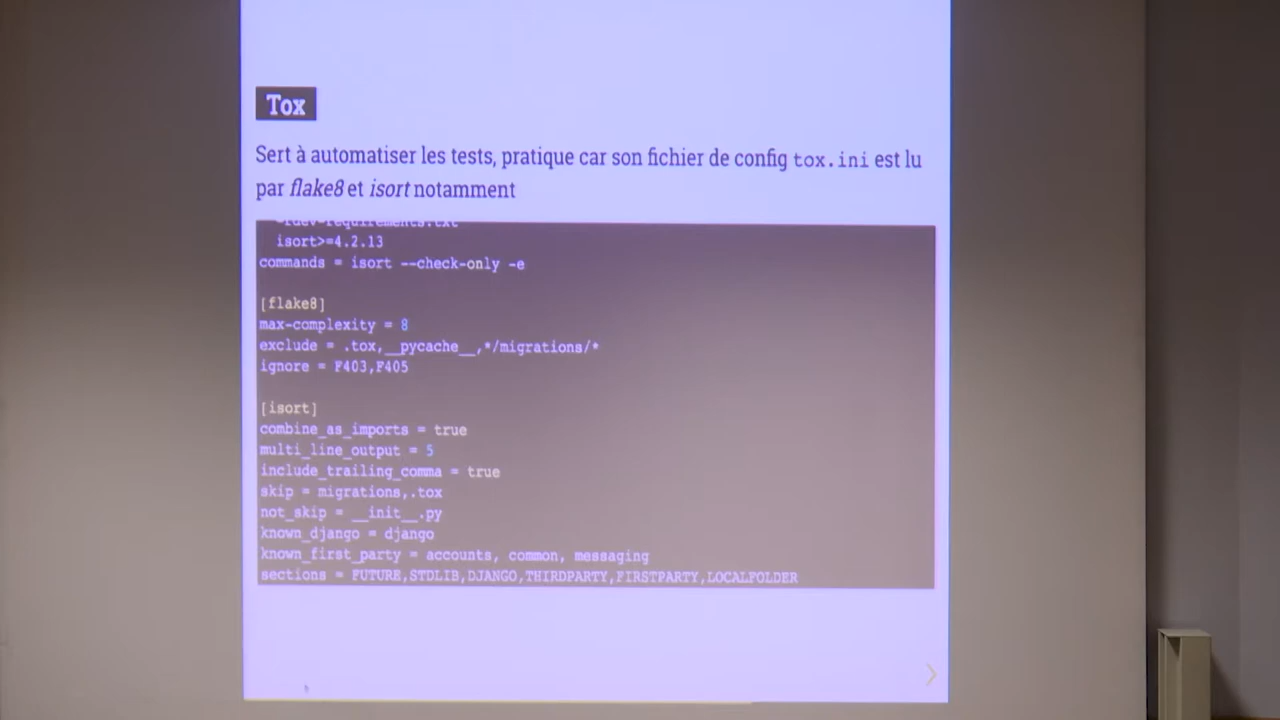 Tox
Sert à automatiser les tests, pratique car son fichier de config tox.ini est lu
par flake8 et isort notamment
-rdev-requirements.txt
isort>=4.2.13
commands = isort --check-only -e
[flake8]
max-complexity = 8
exclude = .tox,__pycache__,*/migrations/*
ignore = F403,F405
[isort]
combine_as_imports = true
multi_line_output = 5
include_trailing_comma = true
skip = migrations,.tox
not_skip = __init__.py
known_django = django
known_first_party = accounts, common, messaging
sections = FUTURE,STDLIB,DJANGO,THIRDPARTY,FIRSTPARTY,LOCALFOLDER